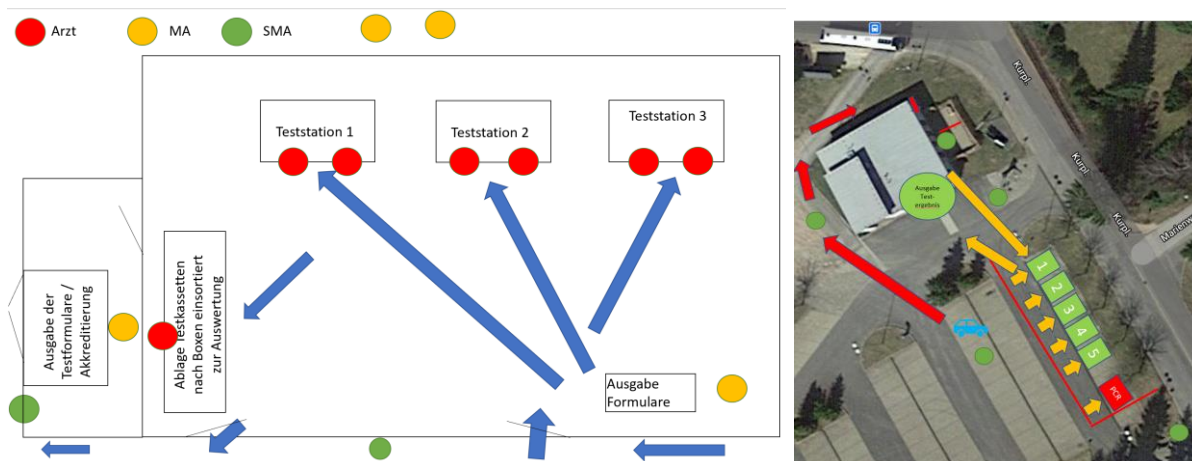 Arzt
MA
SMA
Teststation 1
Teststation 2
Teststation 3
Ausgabe der
Testformulare /
Akkreditierung
Ablage Testkassetten
nach Boxen einsortiert
zur Auswertung
Ausgabe
Formulare
Kurpl.
Kurpl.
Kurpl.
Marienw
Ausgabe
Test-
ergebnis
1
2
3
4
5
PCR